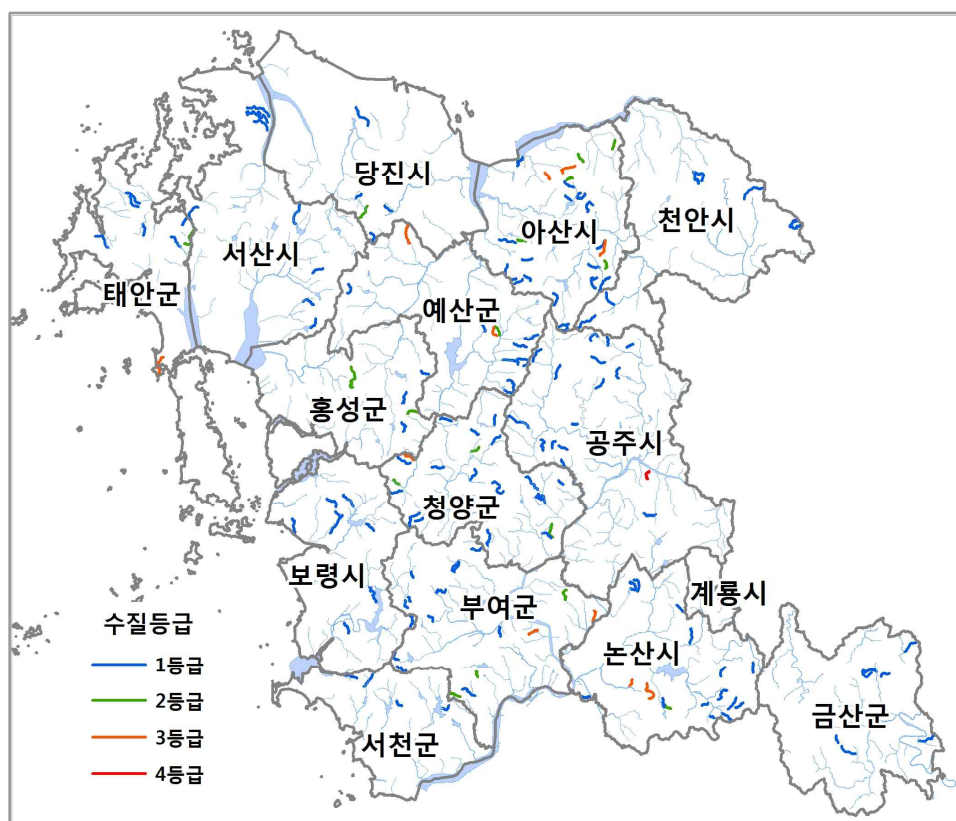 당진시
아산시
천안시
서산시
태안군
예산군
홍성군
공주시
청양군
보령시
부여군
계룡시
논산시
금산군
서천군
수질등급
1등급
2등급
3등급
4등급